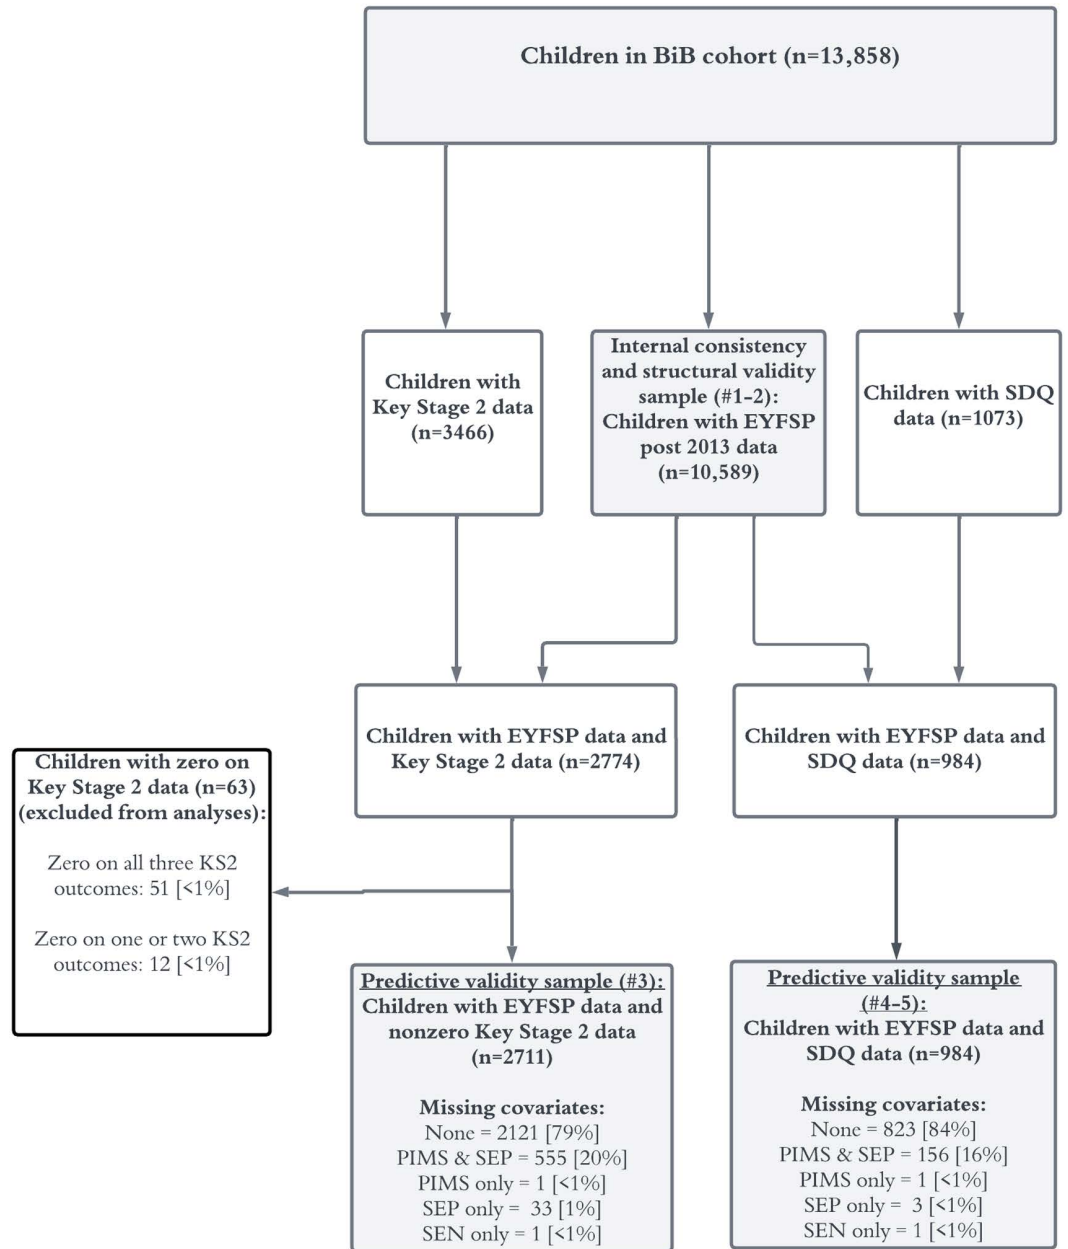 Children in BiB cohort (n=13,858)
Children with
Key Stage 2 data
(n=3466)
Internal consistency
and structural validity
sample (#1-2):
Children with EYFSP
post 2013 data
(n=10,589)
Children with SDQ
data (n=1073)
Children with EYFSP data and
Key Stage 2 data (n=2774)
Children with EYFSP data and
SDQ data (n=984)
Children with zero on
Key Stage 2 data (n=63)
(excluded from analyses):
Zero on all three KS2
outcomes: 51 [<1%]
Zero on one or two KS2
outcomes: 12 [<1%]
Predictive validity sample (#3):
Children with EYFSP data and
nonzero Key Stage 2 data
(n=2711)
Missing covariates:
None = 2121 [79%]
PIMS & SEP = 555 [20%]
PIMS only = 1 [<1%]
SEP only = 33 [1%]
SEN only = 1 [<1%]
Predictive validity sample
(#4-5):
Children with EYFSP data and
SDQ data (n=984)
Missing covariates:
None = 823 [84%]
PIMS & SEP = 156 [16%]
PIMS only = 1 [<1%]
SEP only = 3 [<1%]
SEN only = 1 [<1%]